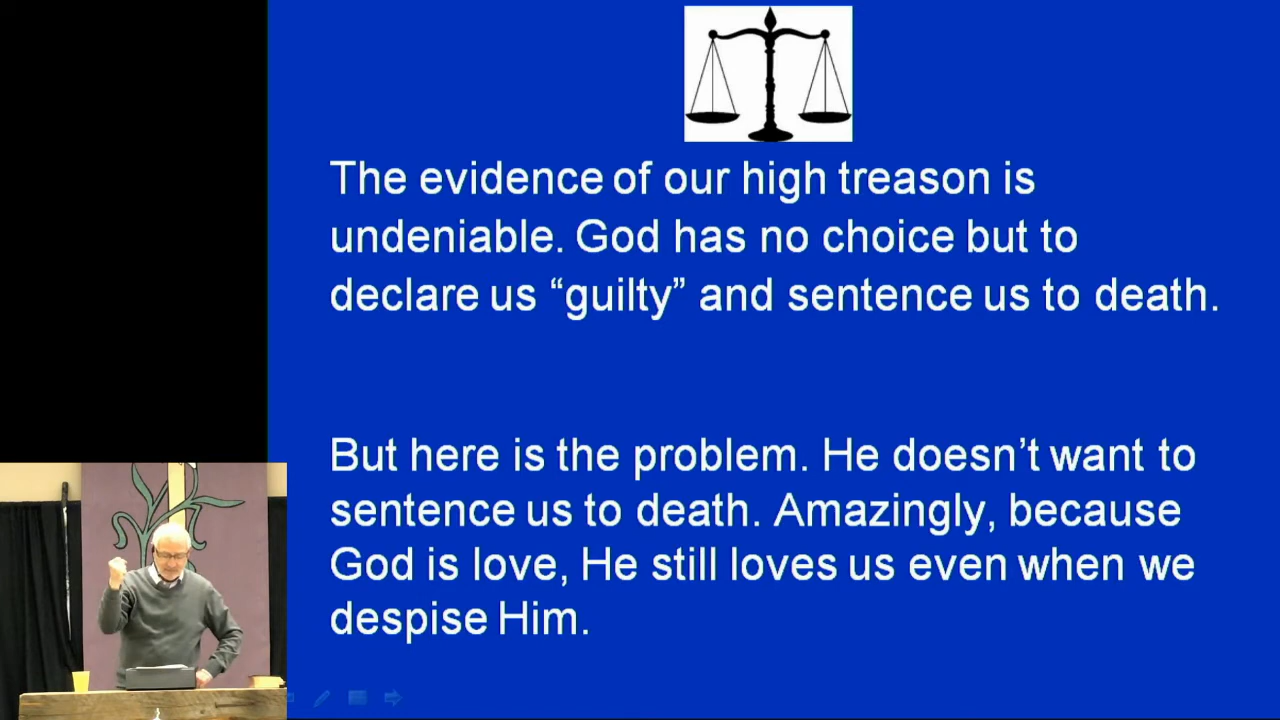 The evidence of our high treason is
undeniable. God has no choice but to
declare us “guilty” and sentence us to death.
But here is the problem. He doesn’t want to
sentence us to death. Amazingly, because
God is love, He still loves us even when we
despise Him.